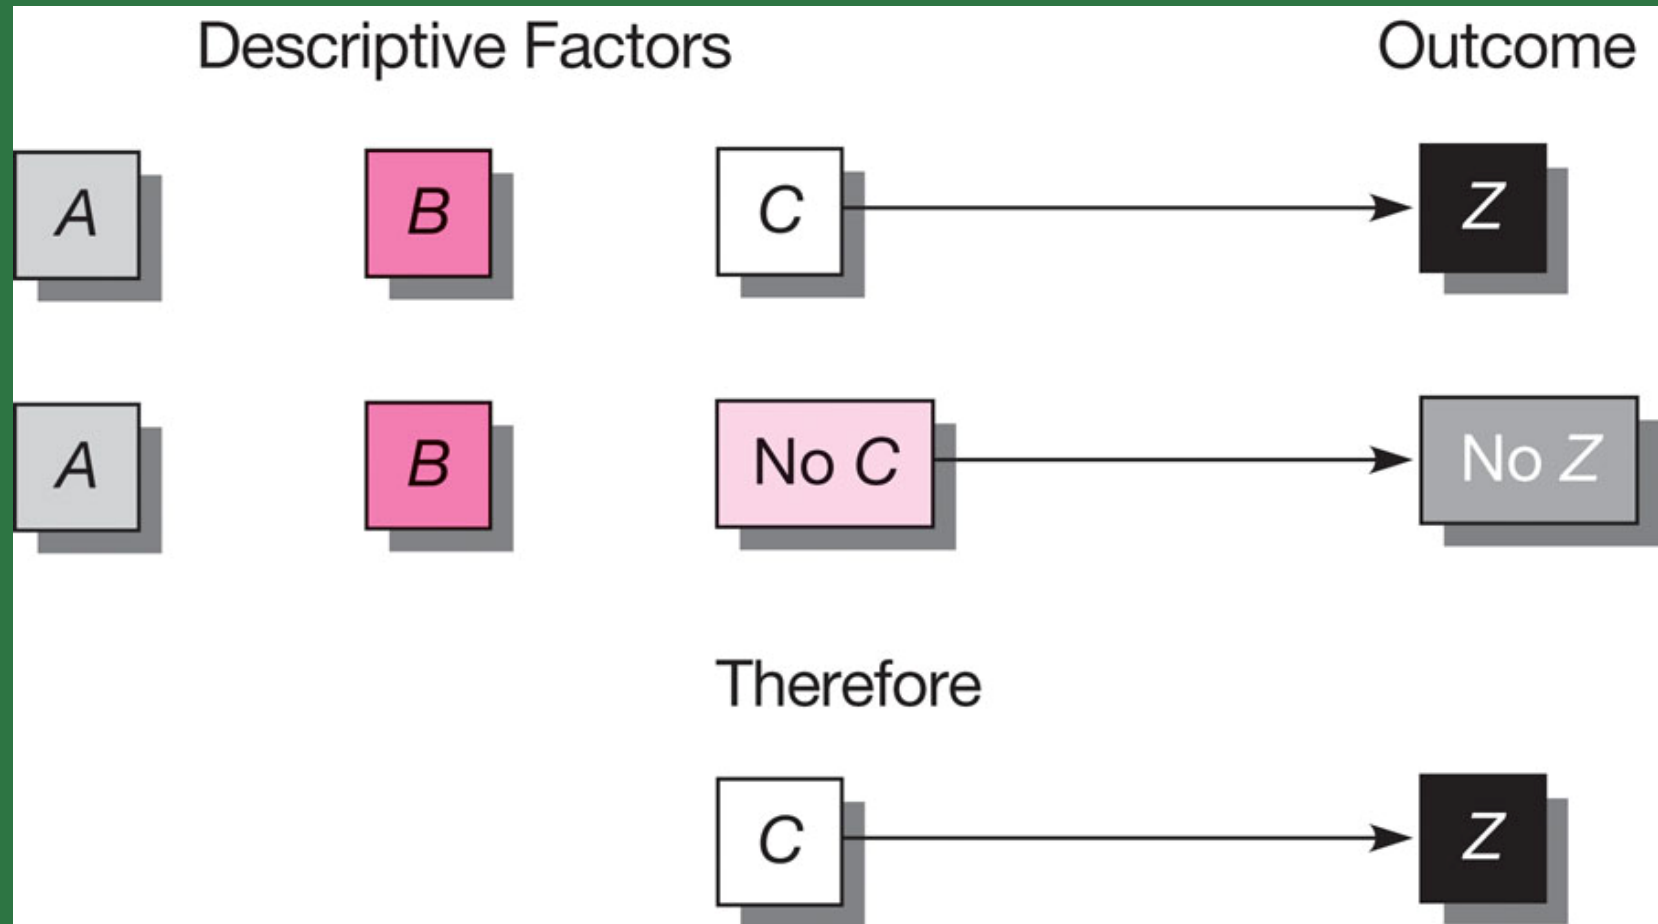 Descriptive Factors Outcome
A B C Z
A B No C No Z
Therefore
C Z